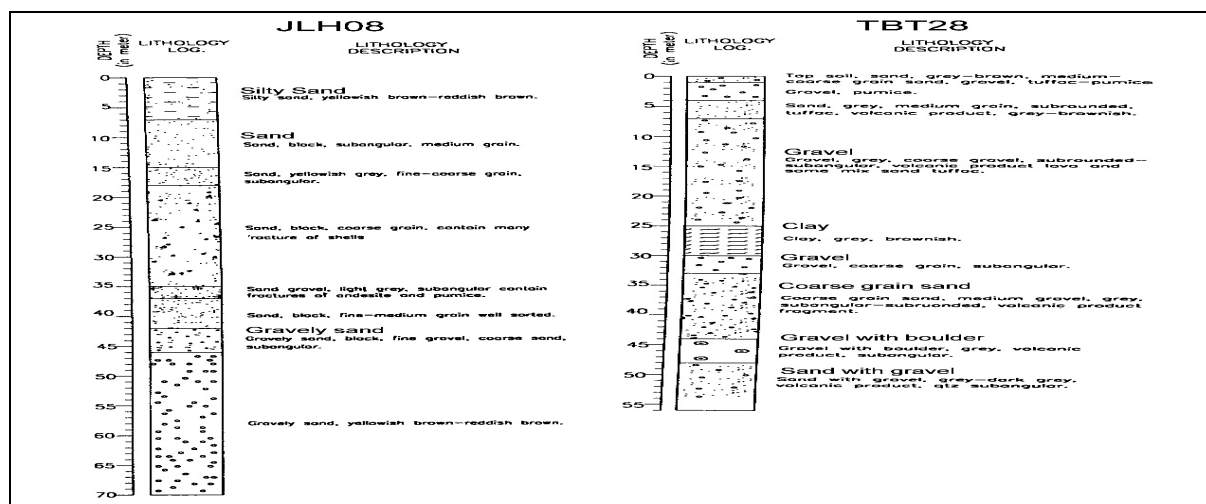 JLH08
DEPTH
(in meter)
LITHOLOGY
LOG.
LITHOLOGY
DESCRIPTION
0
5
10
15
20
25
30
35
40
45
50
55
60
65
70
Silty Sand
Silty sand, yellowish brown-reddish brown.
Sand
Sand, block, subangular, medium grain.
Sand, yellowish grey, fine-coarse grain,
subangular.
Sand, block, coarse grain, contain many
'racture of shells
Sand gravel, light grey, subangular contain
fractures of andesite and pumice.
Sand, block, fine-medium grain well sorted.
Gravely sand
Gravely sand, block, fine gravel, coarse sand,
subangular.
Gravely sand, yellowish brown-reddish brown.
TBT28
DEPTH
(in meter)
LITHOLOGY
LOG.
LITHOLOGY
DESCRIPTION
0
5
10
15
20
25
30
35
40
45
50
55
Top soil, sand, grey-brown, medium-
coarse grain sand, gravel, tuffac-pumice
Gravel, pumice.
Sand, grey, medium grain, subrounded,
tuffac, volcanic product, grey-brownish.
Gravel
Gravel, grey, coarse gravel, subrounded-
subangular, volcanic product lava and
some mix sand tuffac.
Clay
Clay, grey, brownish.
Gravel
Gravel, coarse grain, subangular.
Coarse grain sand
Coarse grain sand, medium gravel, grey,
subangular-subruonded, volcanic product
fragment.
Gravel with boulder
Gravel with boulder, grey, volcanic
product, subangular.
Sand with gravel
Sand with gravel, grey-dark grey,
volcanic product, qtz subangular.